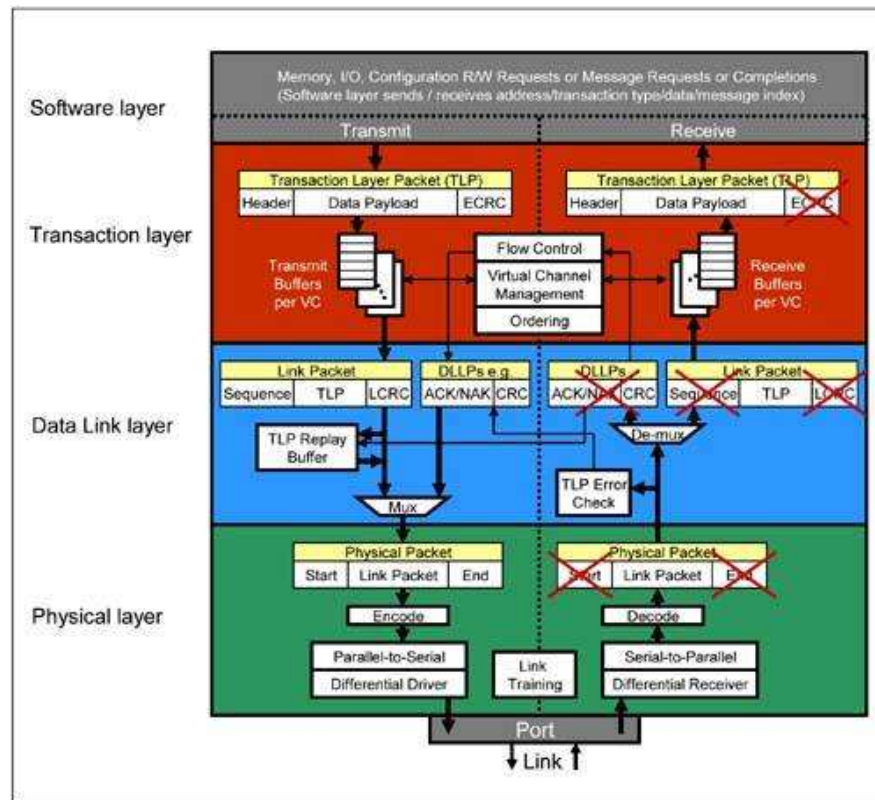 Memory, I/O, Configuration R/W Requests or Message Requests or Completions
(Software layer sends / receives address/transaction type/data/message index)
Software layer
Transmit
Receive
Transaction Layer Packet (TLP)
Header Data Payload ECRC
Transaction Layer Packet (TLP)
Header Data Payload ECRC
Transaction layer
Transmit
Buffers
per VC
Flow Control
Virtual Channel
Management
Ordering
Receive
Buffers
per VC
Link Packet
Sequence TLP LCRC
DLLPs e.g.
ACK/NAK CRC
DLLPs
ACK/NAK CRC
Link Packet
Sequence TLP LCRC
Data Link layer
TLP Replay
Buffer
De-mux
TLP Error
Check
Mux
Physical Packet
Start Link Packet End
Physical Packet
Start Link Packet End
Physical layer
Encode
Decode
Parallel-to-Serial
Differential Driver
Link
Training
Serial-to-Parallel
Differential Receiver
Port
Link